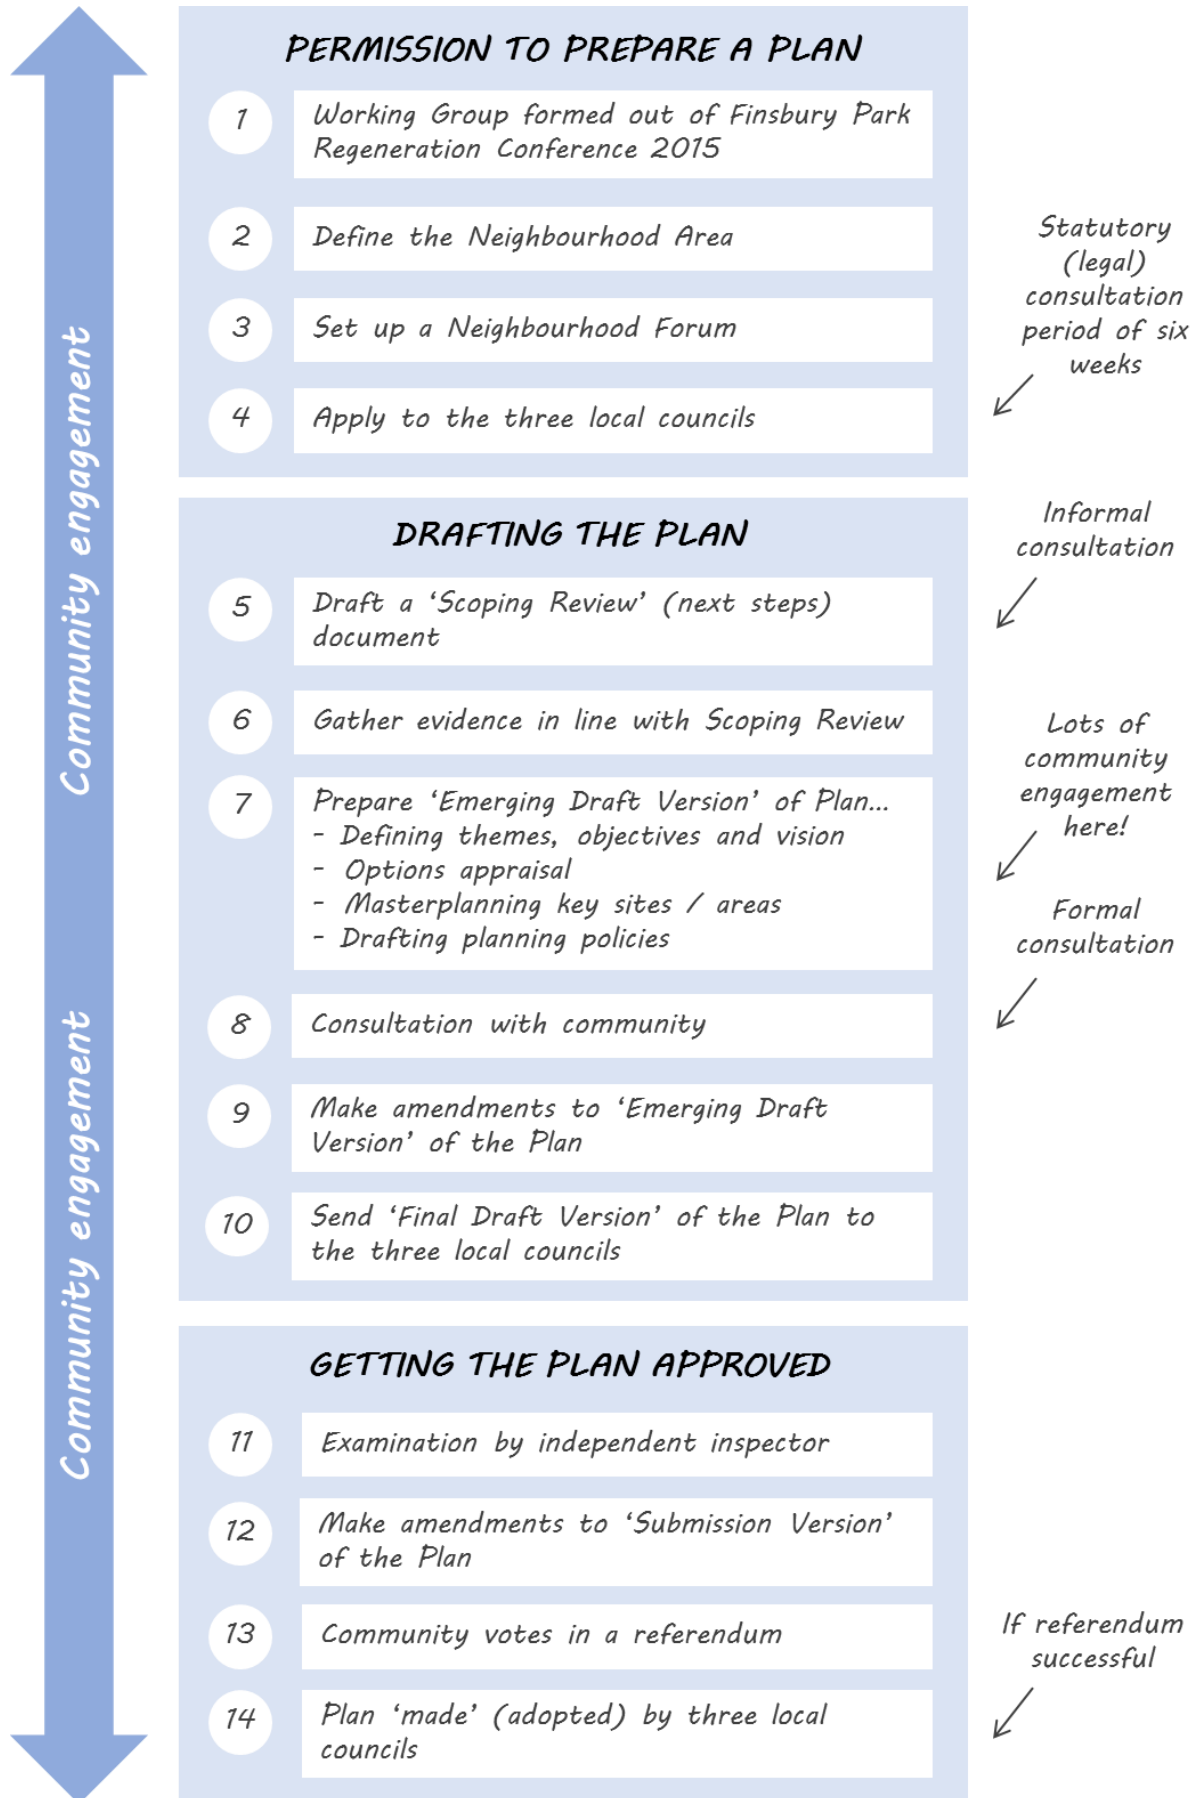 PERMISSION TO PREPARE A PLAN
1
Working Group formed out of Finsbury Park
Regeneration Conference 2015
2
Define the Neighbourhood Area
3
Set up a Neighbourhood Forum
4
Apply to the three local councils
Statutory
(legal)
consultation
period of six
weeks
DRAFTING THE PLAN
Informal
consultation
5
Draft a ‘Scoping Review’ (next steps)
document
6
Gather evidence in line with Scoping Review
7
Prepare ‘Emerging Draft Version’ of Plan...
- Defining themes, objectives and vision
- Options appraisal
- Masterplanning key sites / areas
- Drafting planning policies
Lots of
community
engagement
here!
Formal
consultation
8
Consultation with community
9
Make amendments to ‘Emerging Draft
Version’ of the Plan
10
Send ‘Final Draft Version’ of the Plan to
the three local councils
GETTING THE PLAN APPROVED
11
Examination by independent inspector
12
Make amendments to ‘Submission Version’
of the Plan
13
Community votes in a referendum
If referendum
successful
14
Plan ‘made’ (adopted) by three local
councils
Community engagement
Community engagement